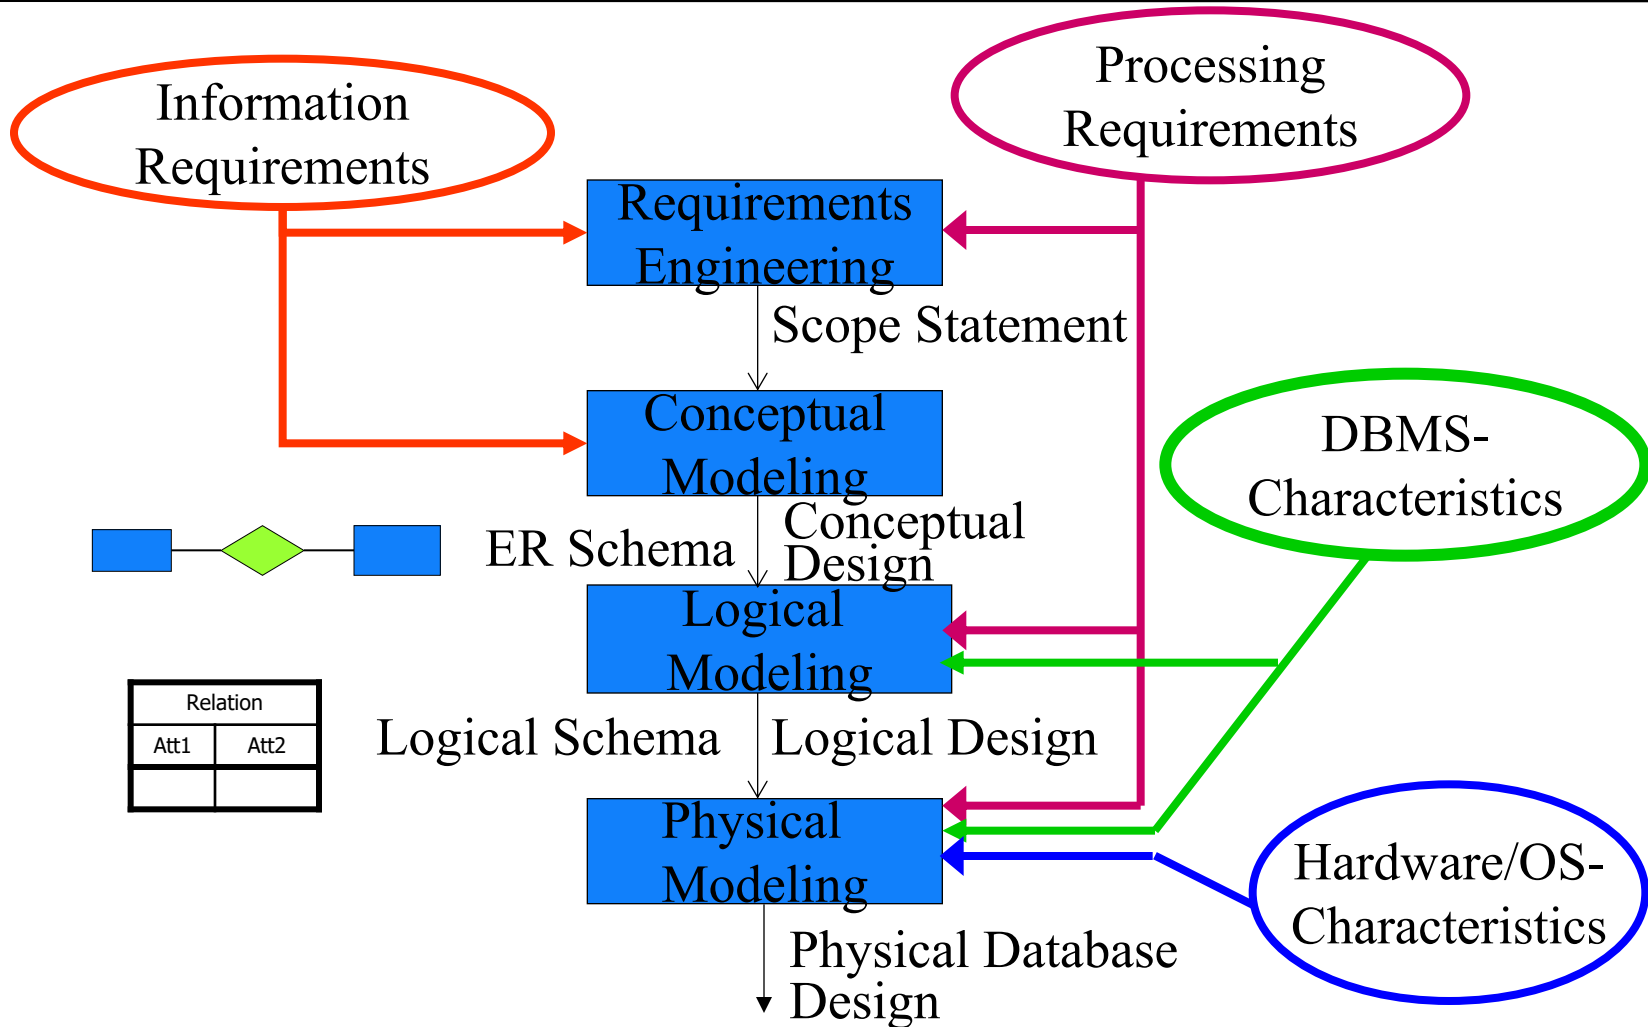 Information
Requirements
Processing
Requirements
Requirements
Engineering
Scope Statement
Conceptual
Modeling
DBMS-
Characteristics
ER Schema
Conceptual
Design
Logical
Modeling
Relation
Att1 Att2
Logical Schema
Logical Design
Physical
Modeling
Hardware/OS-
Characteristics
Physical Database
Design